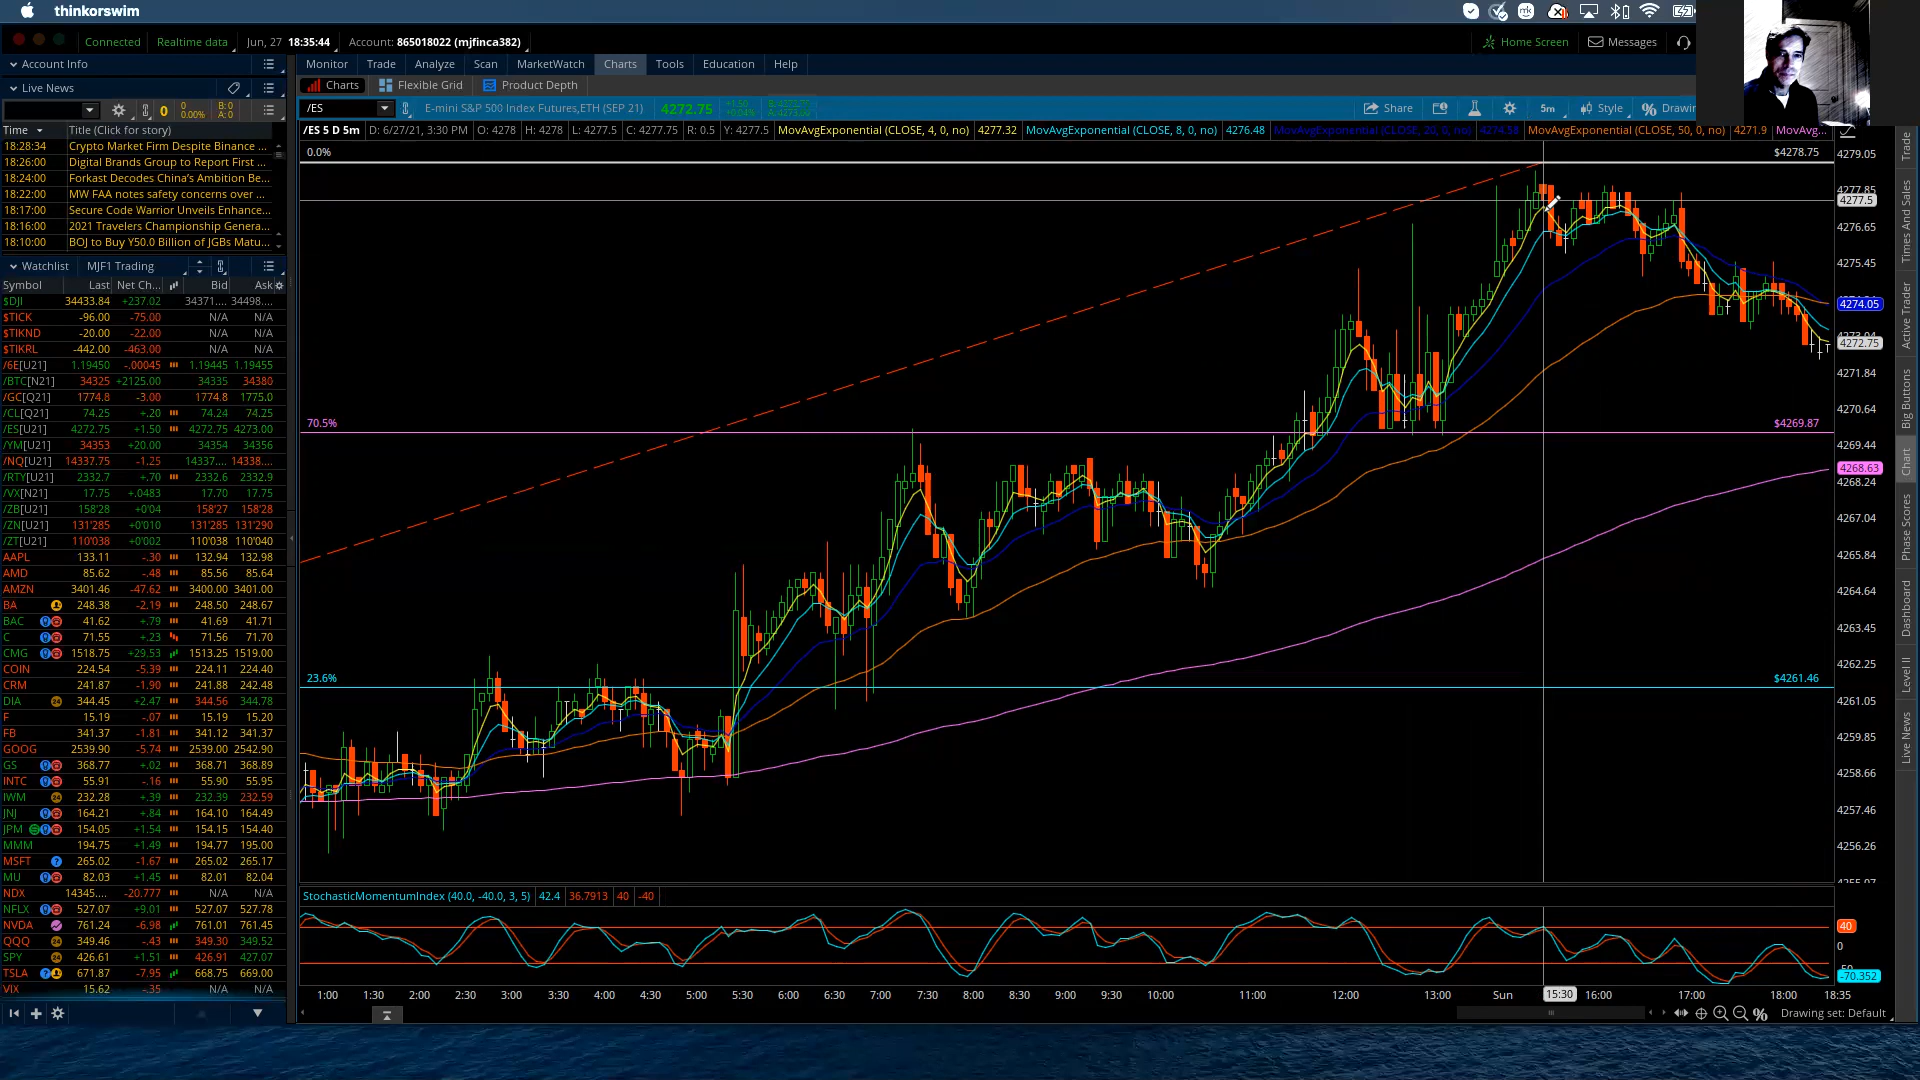 thinkorswim
Connected Realtime data Jun, 27 18:35:44 Account: 865018022 (mjfinca382) Home Screen Messages
Account Info
Live News
0 0 0.00% B: 0 A: 0
Time Title (Click for story)
18:28:34 Crypto Market Firm Despite Binance ...
18:26:00 Digital Brands Group to Report First ...
18:24:00 Forkast Decodes China's Ambition Be...
18:22:00 MW FAA notes safety concerns over ...
18:17:00 Secure Code Warrior Unveils Enhance...
18:16:00 2021 Travelers Championship Genera...
18:10:00 BOJ to Buy Y50.0 Billion of JGBs Matu...
Watchlist MJF1 Trading
Symbol Last Net Ch... Bid Ask
$DJI 34433.84 +237.02 34371.... 34498....
$TICK -96.00 -75.00 N/A N/A
$TIKND -20.00 -22.00 N/A N/A
$TIKRL -442.00 -463.00 N/A N/A
/6E[U21] 1.19450 -.00045 1.19445 1.19455
/BTC[N21] 34325 +2125.00 34335 34380
/GC[Q21] 1774.8 -3.00 1774.8 1775.0
/CL[Q21] 74.25 +.20 74.24 74.25
/ES[U21] 4272.75 +1.50 4272.75 4273.00
/YM[U21] 34353 +20.00 34354 34356
/NQ[U21] 14337.75 -1.25 14337.... 14338....
/RTY[U21] 2332.7 +.70 2332.6 2332.9
/VX[N21] 17.75 +.0483 17.70 17.75
/ZB[U21] 158'28 +0'04 158'27 158'28
/ZN[U21] 131'285 +0'010 131'285 131'290
/ZT[U21] 110'038 +0'002 110'038 110'040
AAPL 133.11 -.30 132.94 132.98
AMD 85.62 -.48 85.56 85.64
AMZN 3401.46 -47.62 3400.00 3401.00
BA 248.38 -2.19 248.50 248.67
BAC 41.62 +.79 41.69 41.71
C 71.55 +.23 71.56 71.70
CMG 1518.75 +29.53 1513.25 1519.00
COIN 224.54 -5.39 224.11 224.40
CRM 241.87 -1.90 241.88 242.48
DIA 344.45 +2.47 344.56 344.78
F 15.19 -.07 15.19 15.20
FB 341.37 -1.81 341.12 341.37
GOOG 2539.90 -5.74 2539.00 2542.90
GS 368.77 +.02 368.71 368.89
INTC 55.91 -.16 55.90 55.95
IWM 232.28 +.39 232.39 232.59
JNJ 164.21 +.84 164.10 164.49
JPM 154.05 +1.54 154.15 154.40
MMM 194.75 +1.49 194.77 195.00
MSFT 265.02 -1.67 265.02 265.17
MU 82.03 +1.45 82.01 82.04
NDX 14345.... -20.777 N/A N/A
NFLX 527.07 +9.01 527.07 527.78
NVDA 761.24 -6.98 761.01 761.45
QQQ 349.46 -.43 349.30 349.52
SPY 426.61 +1.51 426.91 427.07
TSLA 671.87 -7.95 668.75 669.00
VIX 15.62 -.35 N/A N/A
Monitor Trade Analyze Scan MarketWatch Charts Tools Education Help
Charts Flexible Grid Product Depth
/ES E-mini S&P 500 Index Futures,ETH (SEP 21) 4272.75 Share 5m Style Drawin
/ES 5 D 5m D: 6/27/21, 3:30 PM O: 4278 H: 4278 L: 4277.5 C: 4277.75 R: 0.5 Y: 4277.5 MovAvgExponential (CLOSE, 4, 0, no) 4277.32 MovAvgExponential (CLOSE, 8, 0, no) 4276.48 MovAvgExponential (CLOSE, 20, 0, no) MovAvgExponential (CLOSE, 50, 0, no) 4271.9 MovAvg...
0.0% $4278.75
70.5% $4269.87
23.6% $4261.46
4279.05
4277.85
4277.5
4276.65
4275.45
4274.05
4272.75
4271.84
4270.64
4269.44
4268.63
4268.24
4267.04
4265.84
4264.64
4263.45
4262.25
4261.05
4259.85
4258.66
4257.46
4256.26
StochasticMomentumIndex (40.0, -40.0, 3, 5) 42.4 36.7913 40 -40
40
0
-70.352
1:00 1:30 2:00 2:30 3:00 3:30 4:00 4:30 5:00 5:30 6:00 6:30 7:00 7:30 8:00 8:30 9:00 9:30 10:00 11:00 12:00 13:00 Sun 15:30 16:00 17:00 18:00 18:35
Drawing set: Default
Trade
Times And Sales
Active Trader
Big Buttons
Chart
Phase Scores
Dashboard
Level II
Live News